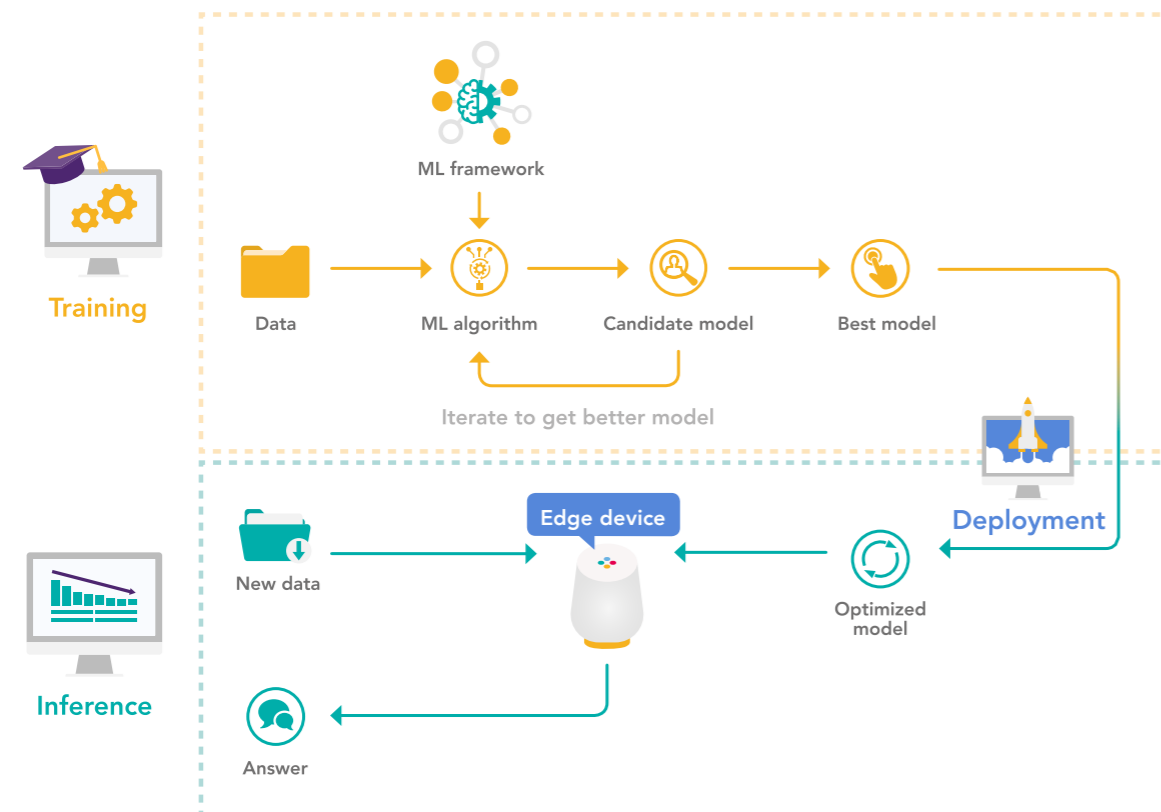 ML framework
Training
Data
ML algorithm
Candidate model
Best model
Iterate to get better model
Deployment
Edge device
New data
Optimized
model
Inference
Answer